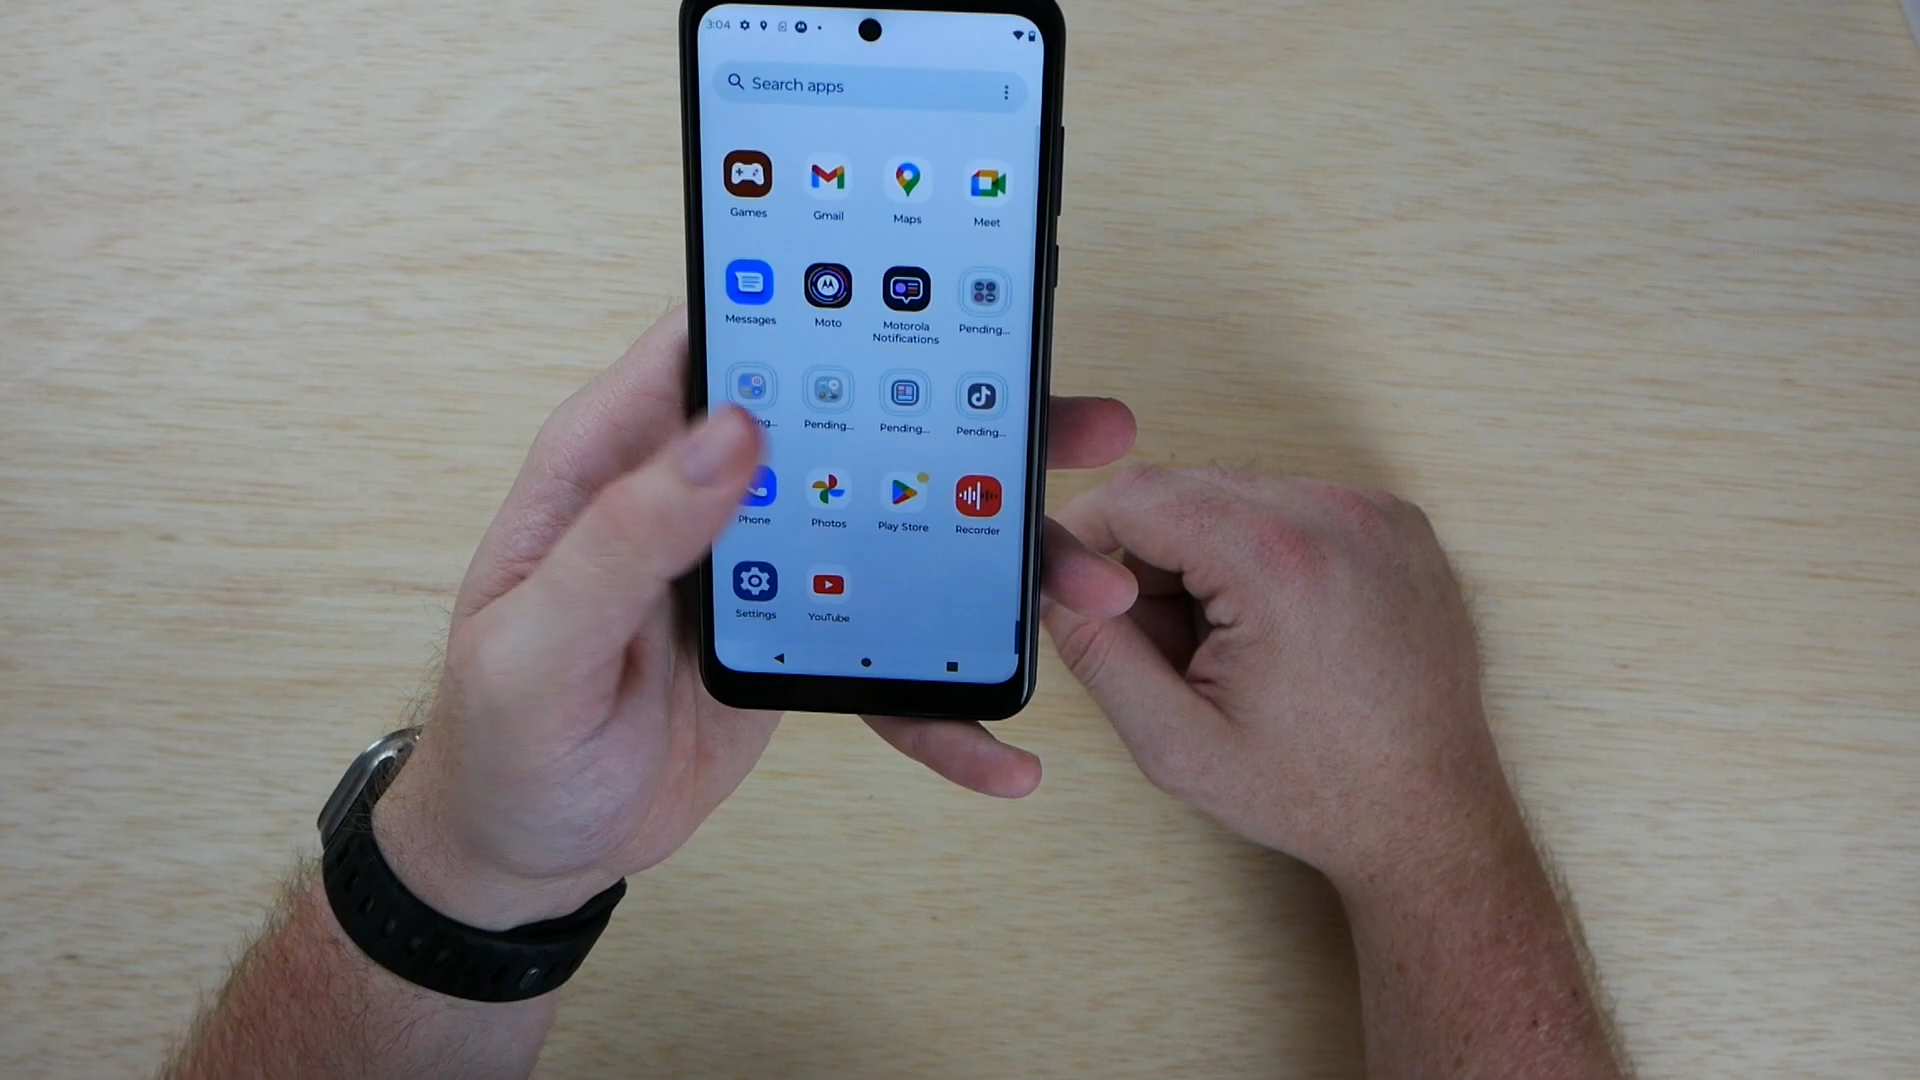 3:04
Search apps
Games Gmail Maps Meet
Messages Moto Motorola Notifications Pending...
ng... Pending... Pending... Pending...
Phone Photos Play Store Recorder
Settings YouTube